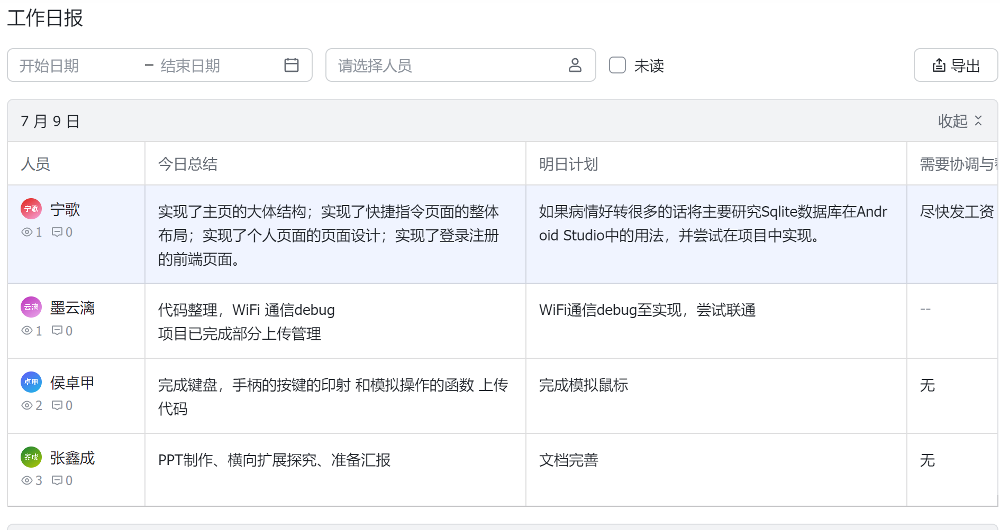 工作日报
开始日期 – 结束日期 请选择人员 未读 导出
7 月 9 日 收起
人员 今日总结 明日计划 需要协调与
宁歌 宁歌
1 0
实现了主页的大体结构；实现了快捷指令页面的整体
布局；实现了个人页面的页面设计；实现了登录注册
的前端页面。
如果病情好转很多的话将主要研究Sqlite数据库在Andr
oid Studio中的用法，并尝试在项目中实现。
尽快发工资
云漓 墨云漓
1 0
代码整理，WiFi 通信debug
项目已完成部分上传管理
WiFi通信debug至实现，尝试联通
--
卓甲 侯卓甲
2 0
完成键盘，手柄的按键的印射 和模拟操作的函数 上传
代码
完成模拟鼠标
无
鑫成 张鑫成
3 0
PPT制作、横向扩展探究、准备汇报
文档完善
无